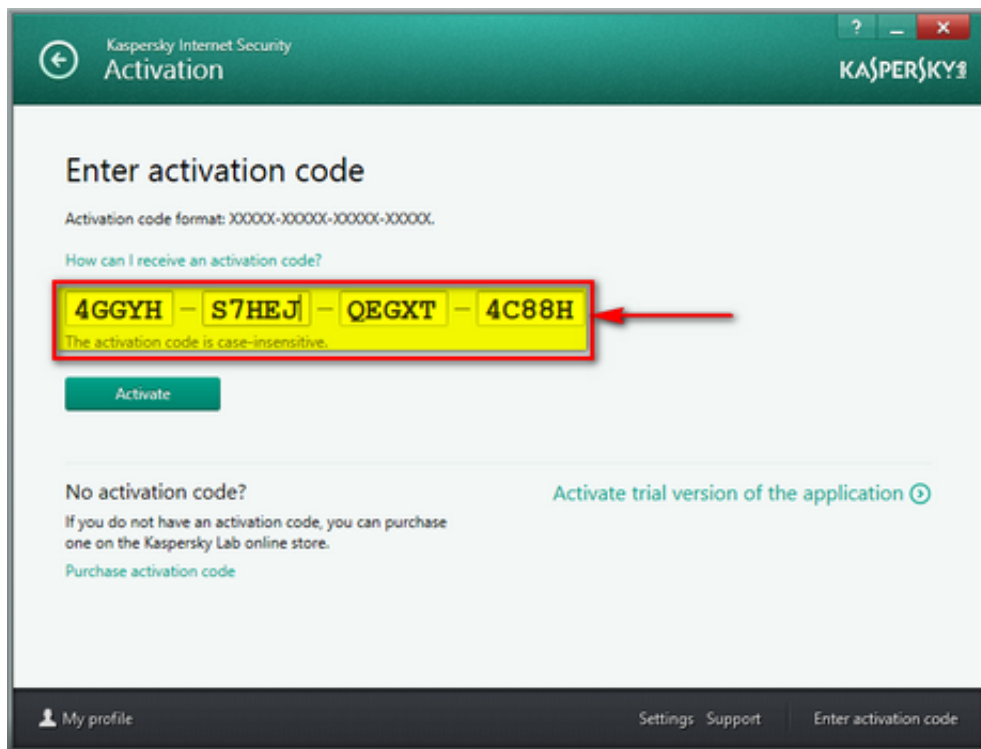 Kaspersky Internet Security
Activation
? _ X
KASPERSKY lab
Enter activation code
Activation code format: XXXXX-XXXXX-XXXXX-XXXXX.
How can I receive an activation code?
4GGYH – S7HEJ – QEGXT – 4C88H
The activation code is case-insensitive.
Activate
No activation code?
Activate trial version of the application
If you do not have an activation code, you can purchase
one on the Kaspersky Lab online store.
Purchase activation code
My profile
Settings Support Enter activation code